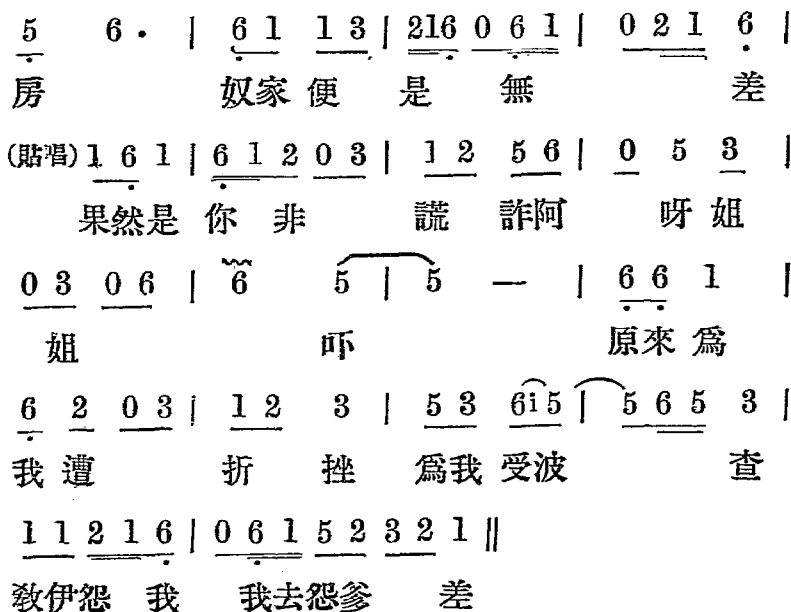 5 6 · | 6 1 1 3 | 216 0 6 1 | 0 2 1 6 |
房 奴家 便 是 無 差
(貼唱) 1 6 1 | 6 1 2 0 3 | 1 2 5 6 | 0 5 3 |
果然是 你 非 謊 詐阿 呀 姐
0 3 0 6 | 6 5 | 5 — | 6 6 1 |
姐 吓 原來 爲
6 2 0 3 | 1 2 3 | 5 3 6i5 | 5 6 5 3 |
我 遭 折 挫 爲我 受波 查
1 1 2 1 6 | 0 6 1 5 2 3 2 1 ‖
敎伊怨 我 我去怨爹 差